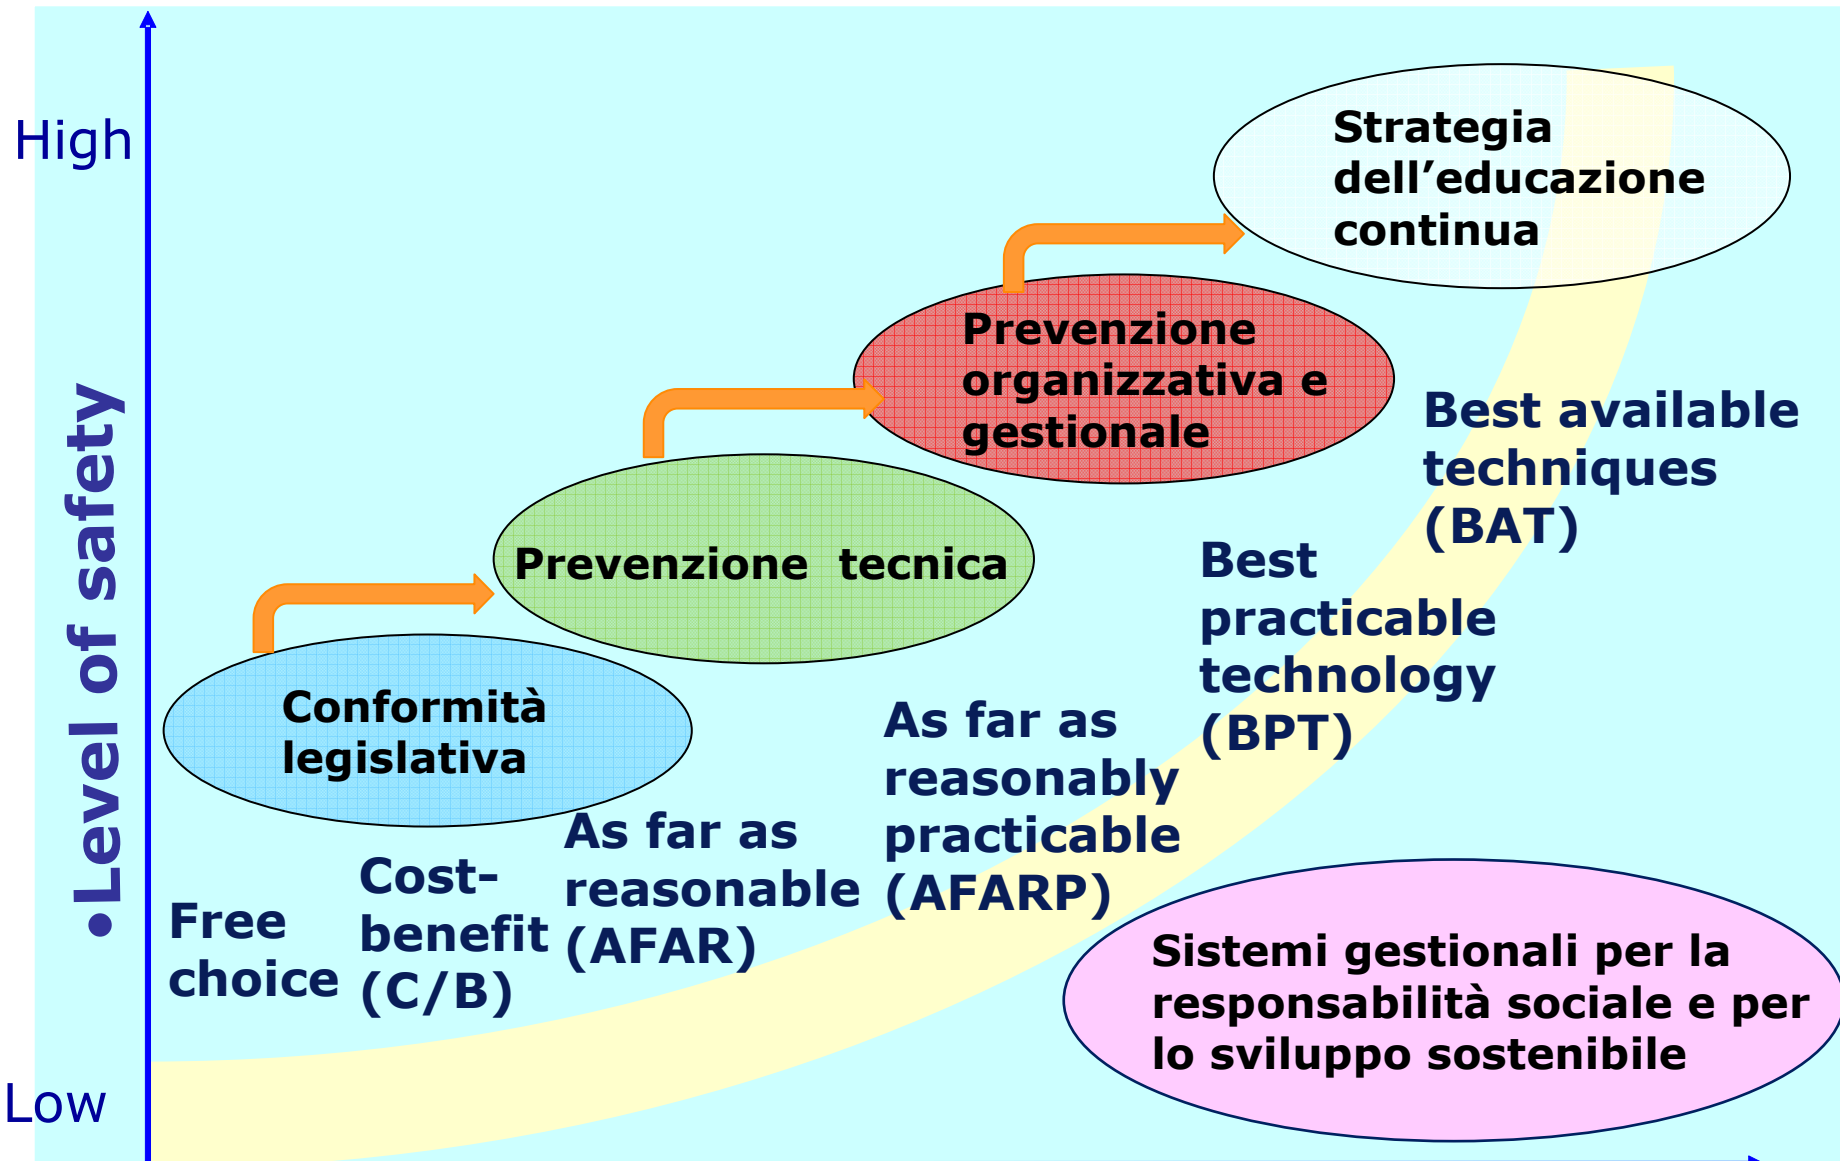 High
Strategia
dell’educazione
continua
Prevenzione
organizzativa e
gestionale
Best available
techniques
(BAT)
•Level of safety
Prevenzione tecnica
Best
practicable
technology
(BPT)
Conformità
legislativa
As far as
reasonably
practicable
(AFARP)
As far as
reasonable
(AFAR)
Cost–
benefit
(C/B)
Free
choice
Sistemi gestionali per la
responsabilità sociale e per
lo sviluppo sostenibile
Low